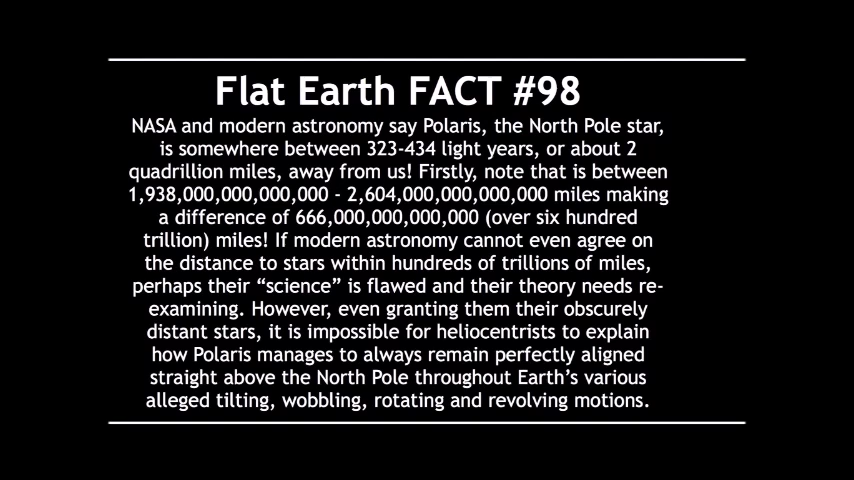 Flat Earth FACT #98
NASA and modern astronomy say Polaris, the North Pole star,
is somewhere between 323-434 light years, or about 2
quadrillion miles, away from us! Firstly, note that is between
1,938,000,000,000,000 - 2,604,000,000,000,000 miles making
a difference of 666,000,000,000,000 (over six hundred
trillion) miles! If modern astronomy cannot even agree on
the distance to stars within hundreds of trillions of miles,
perhaps their “science” is flawed and their theory needs re-
examining. However, even granting them their obscurely
distant stars, it is impossible for heliocentrists to explain
how Polaris manages to always remain perfectly aligned
straight above the North Pole throughout Earth’s various
alleged tilting, wobbling, rotating and revolving motions.